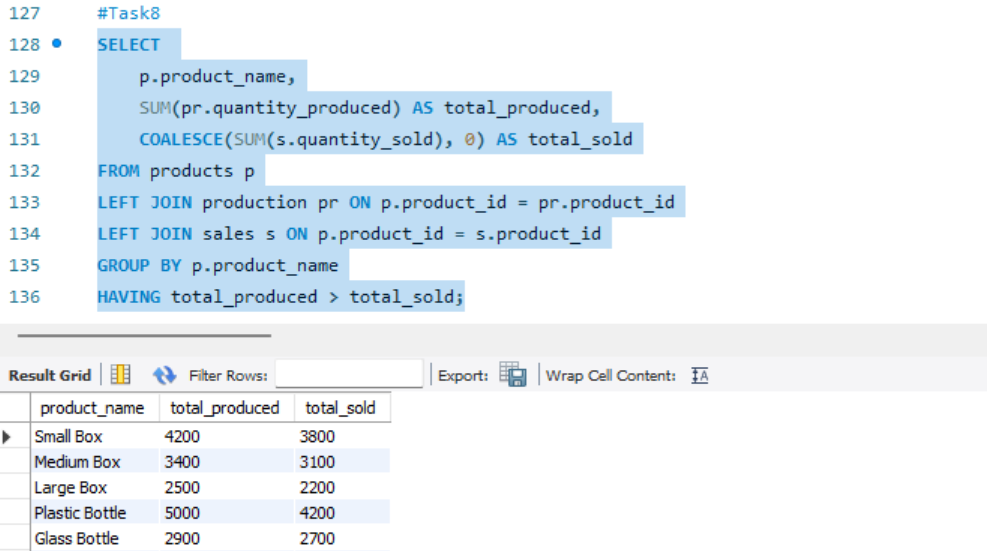 127 #Task8
128 SELECT
129 p.product_name,
130 SUM(pr.quantity_produced) AS total_produced,
131 COALESCE(SUM(s.quantity_sold), 0) AS total_sold
132 FROM products p
133 LEFT JOIN production pr ON p.product_id = pr.product_id
134 LEFT JOIN sales s ON p.product_id = s.product_id
135 GROUP BY p.product_name
136 HAVING total_produced > total_sold;
Result Grid Filter Rows: Export: Wrap Cell Content: IA
product_name total_produced total_sold
Small Box 4200 3800
Medium Box 3400 3100
Large Box 2500 2200
Plastic Bottle 5000 4200
Glass Bottle 2900 2700